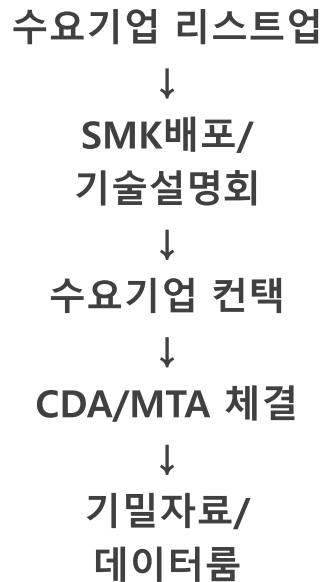 수요기업 리스트업
↓
SMK배포/
기술설명회
↓
수요기업 컨택
↓
CDA/MTA 체결
↓
기밀자료/
데이터룸